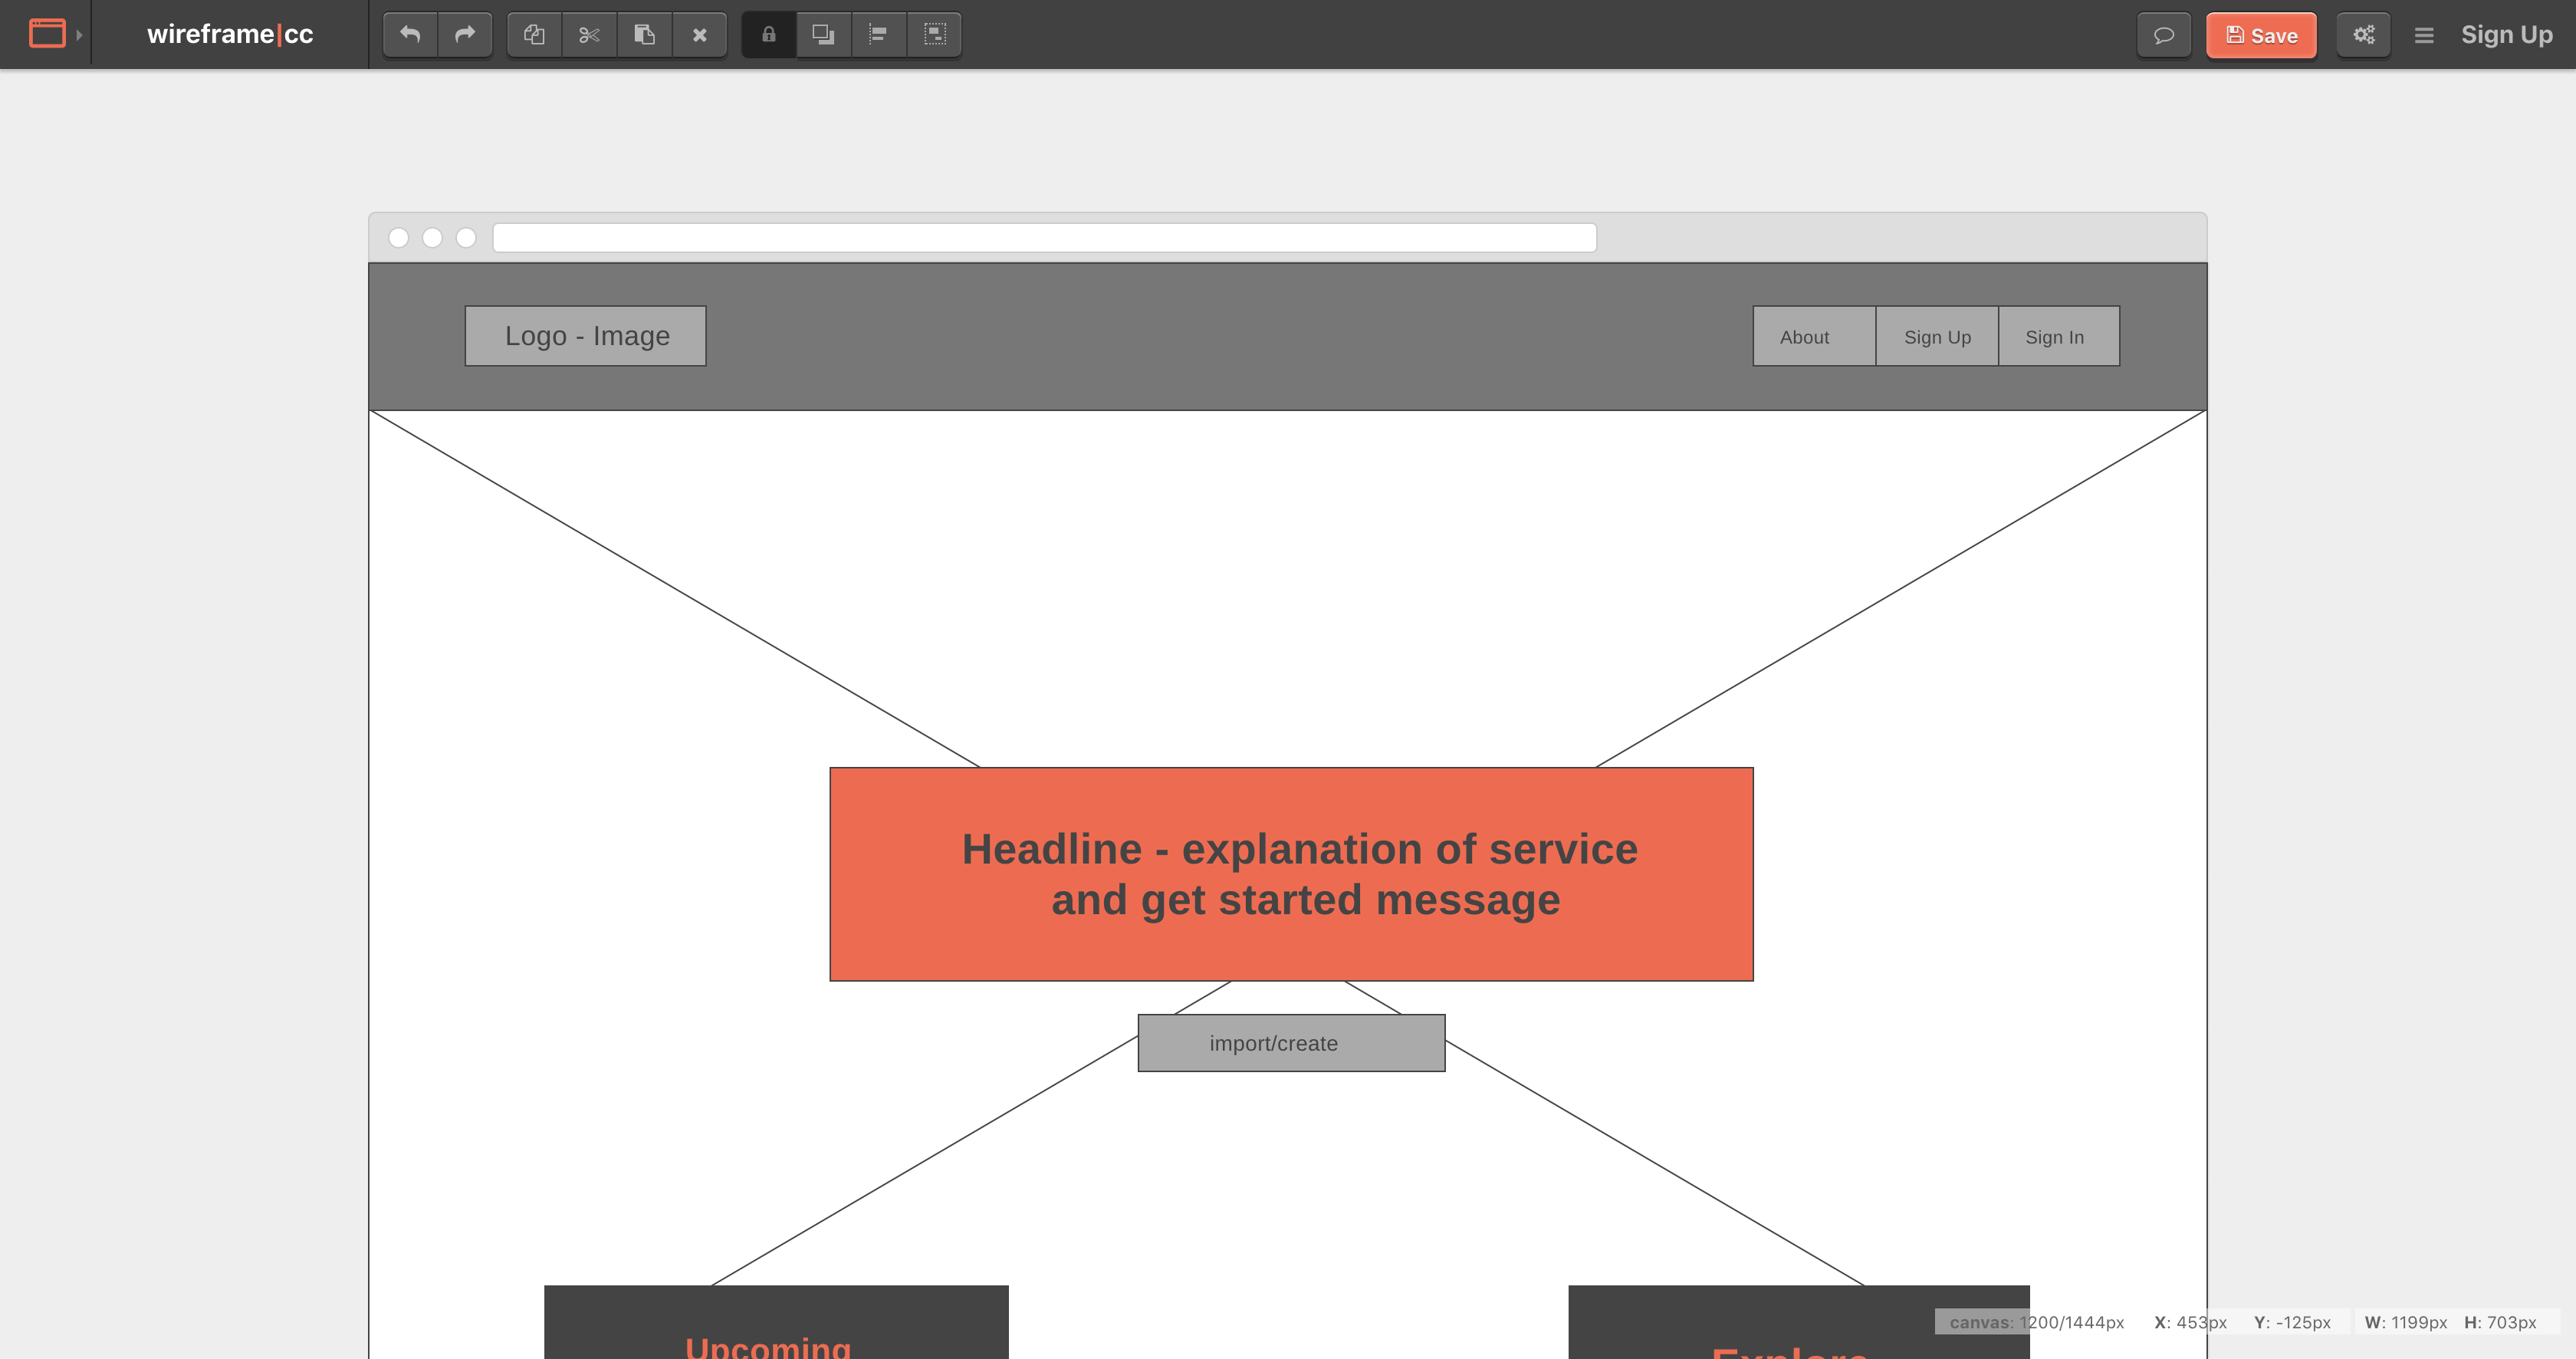 wireframe|cc
Save
Sign Up
Logo - Image
About
Sign Up
Sign In
Headline - explanation of service
and get started message
import/create
Upcoming
Explore
canvas: 1200/1444px X: 453px Y: -125px W: 1199px H: 703px